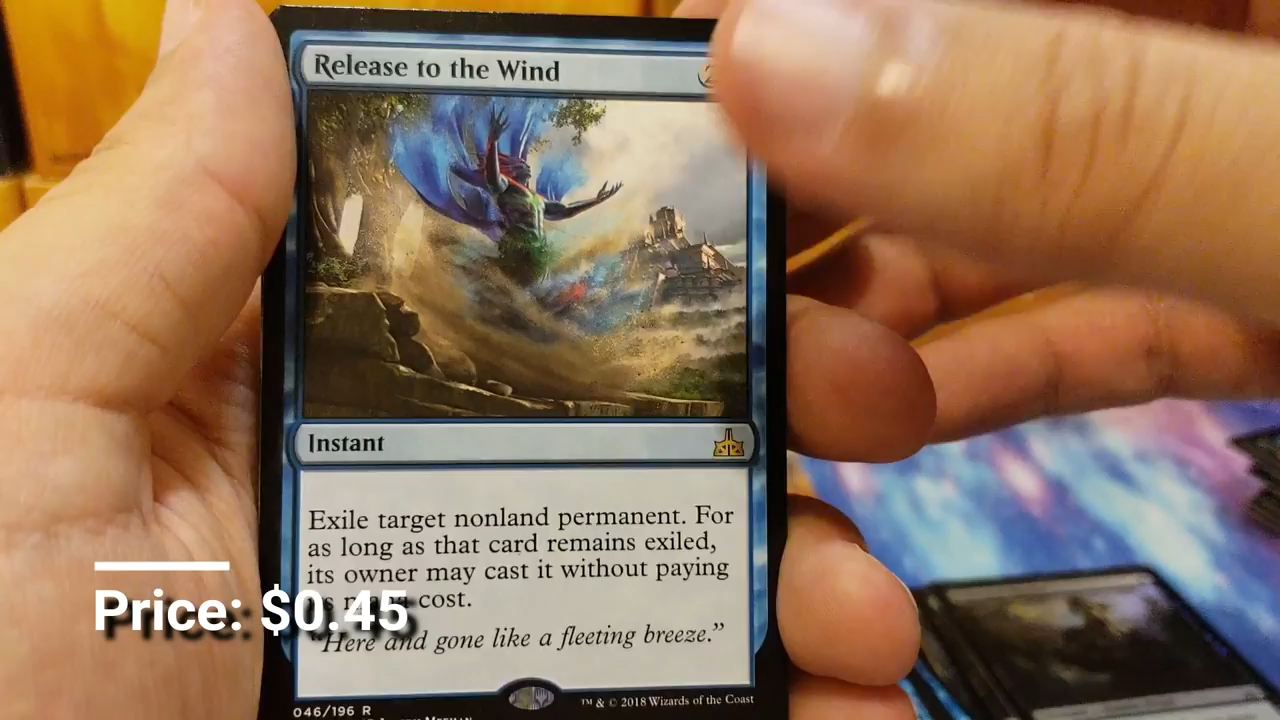 Release to the Wind
Instant
Exile target nonland permanent. For
as long as that card remains exiled,
its owner may cast it without paying
cost.
Price: $0.45
"Here and gone like a fleeting breeze."
046/196 R
™ & © 2018 Wizards of the Coast